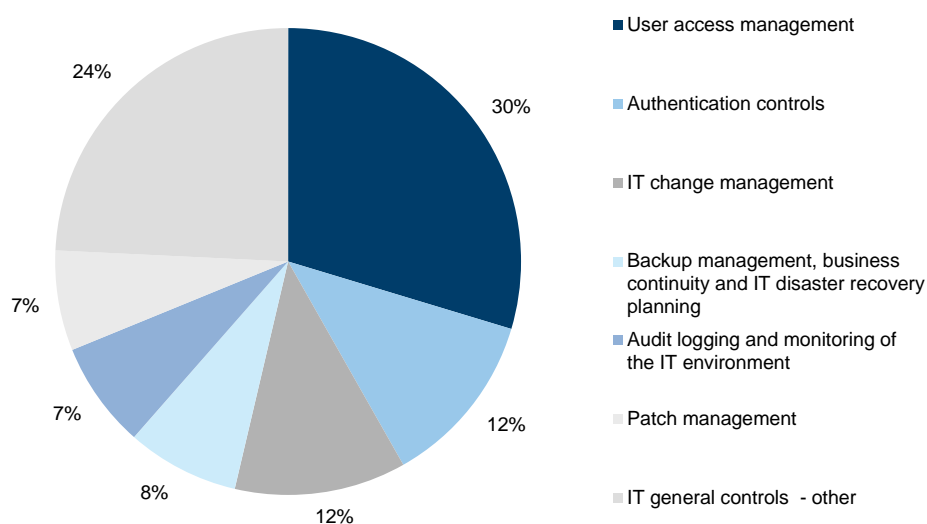 24%
30%
7%
7%
8%
12%
12%
User access management
Authentication controls
IT change management
Backup management, business
continuity and IT disaster recovery
planning
Audit logging and monitoring of
the IT environment
Patch management
IT general controls - other